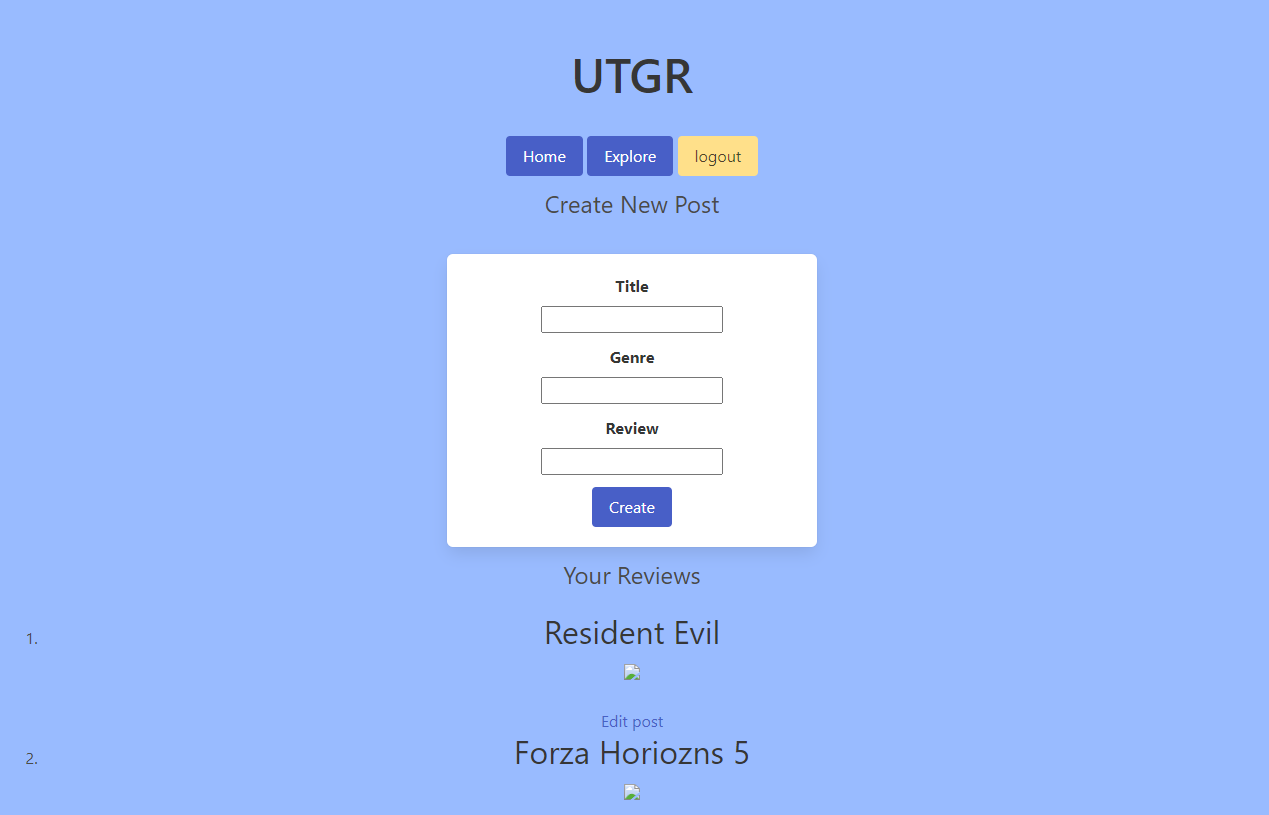 UTGR
Home Explore logout
Create New Post
Title
Genre
Review
Create
Your Reviews
1. Resident Evil
Edit post
2. Forza Horiozns 5